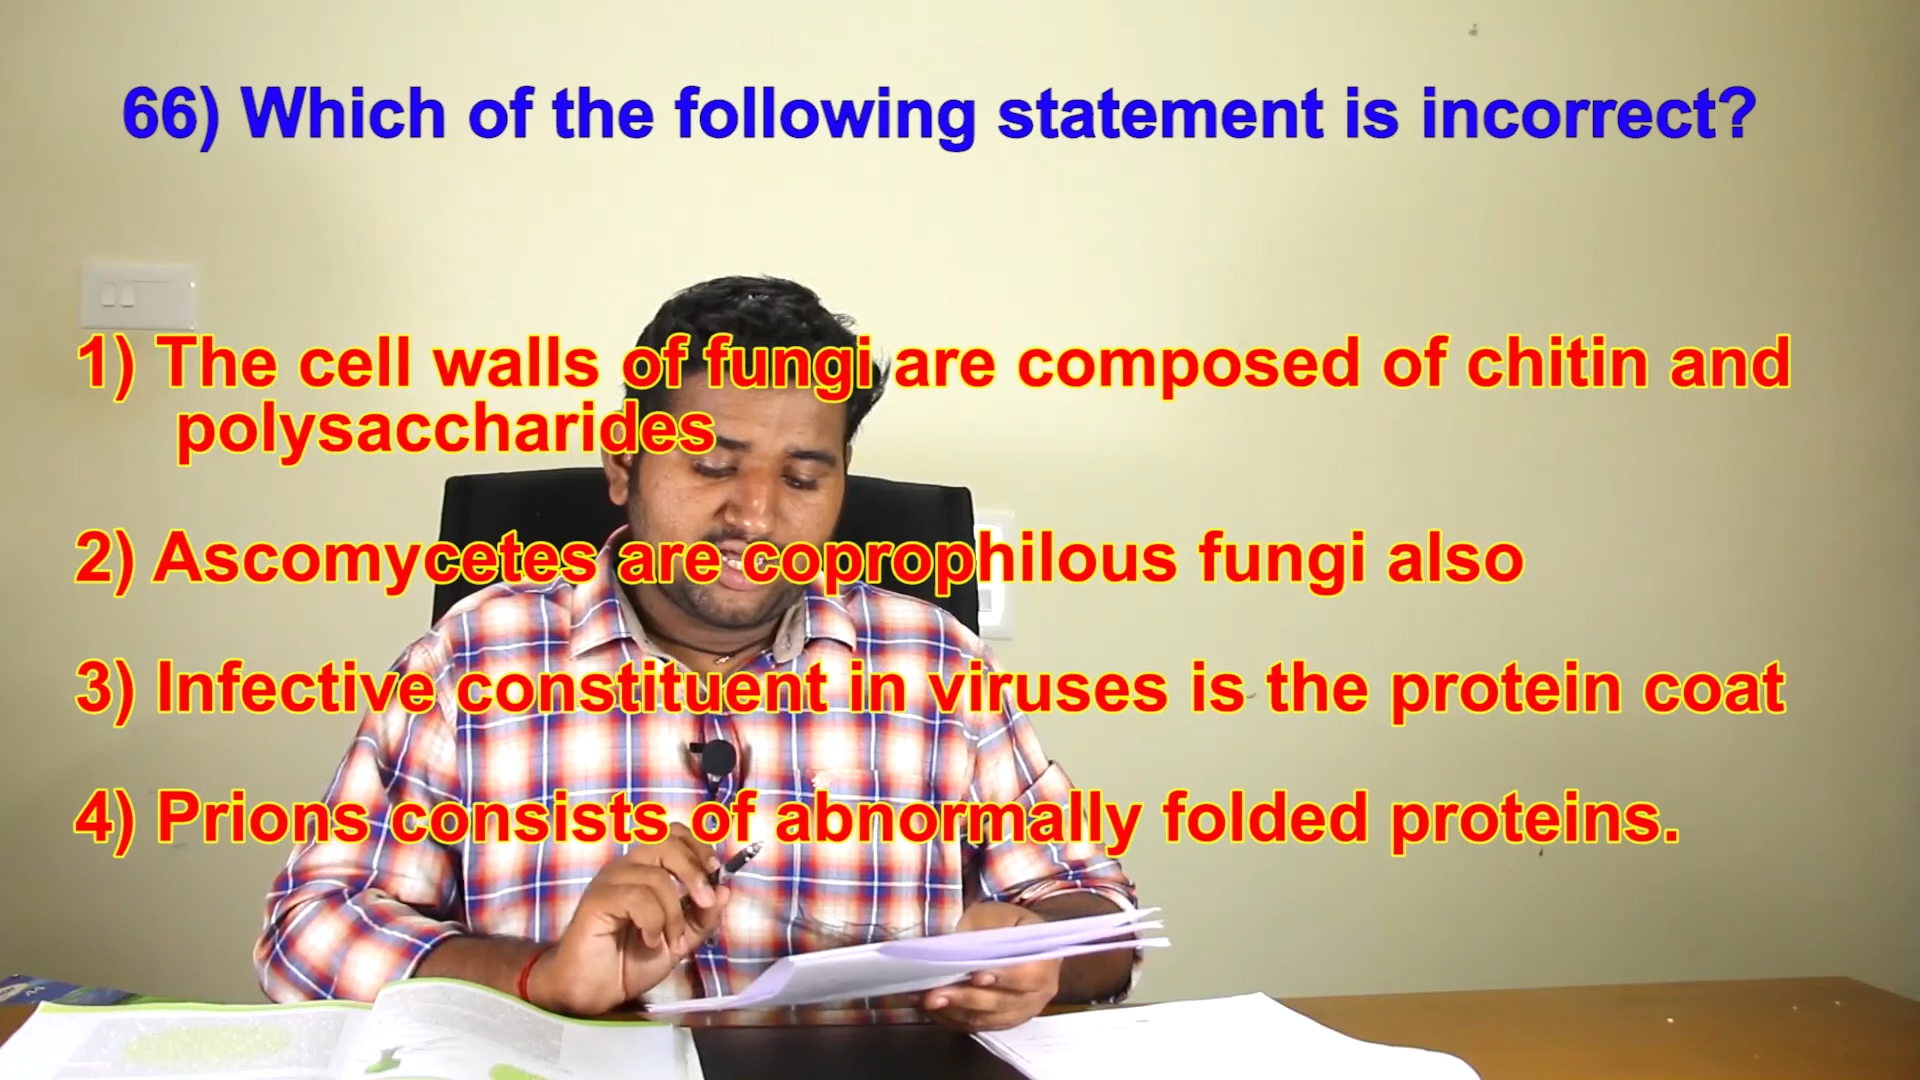 66) Which of the following statement is incorrect?
1) The cell walls of fungi are composed of chitin and
polysaccharides
2) Ascomycetes are coprophilous fungi also
3) Infective constituent in viruses is the protein coat
4) Prions consists of abnormally folded proteins.